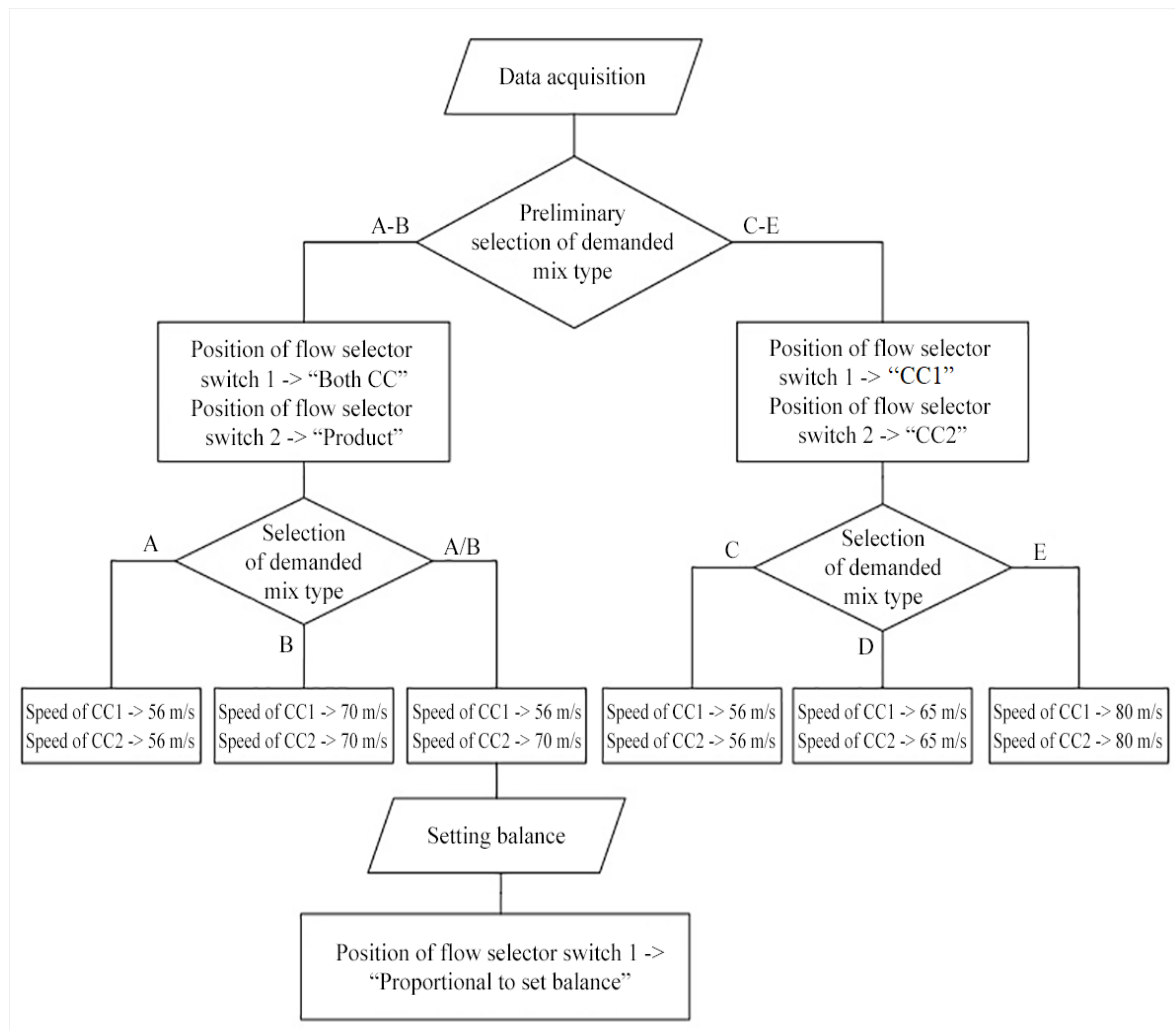 Data acquisition
Preliminary
selection of demanded
mix type
A-B
C-E
Position of flow selector
switch 1 -> “Both CC”
Position of flow selector
switch 2 -> “Product”
Position of flow selector
switch 1 -> “CC1”
Position of flow selector
switch 2 -> “CC2”
Selection
of demanded
mix type
A
B
A/B
Selection
of demanded
mix type
C
D
E
Speed of CC1 -> 56 m/s
Speed of CC2 -> 56 m/s
Speed of CC1 -> 70 m/s
Speed of CC2 -> 70 m/s
Speed of CC1 -> 56 m/s
Speed of CC2 -> 70 m/s
Speed of CC1 -> 56 m/s
Speed of CC2 -> 56 m/s
Speed of CC1 -> 65 m/s
Speed of CC2 -> 65 m/s
Speed of CC1 -> 80 m/s
Speed of CC2 -> 80 m/s
Setting balance
Position of flow selector switch 1 ->
“Proportional to set balance”